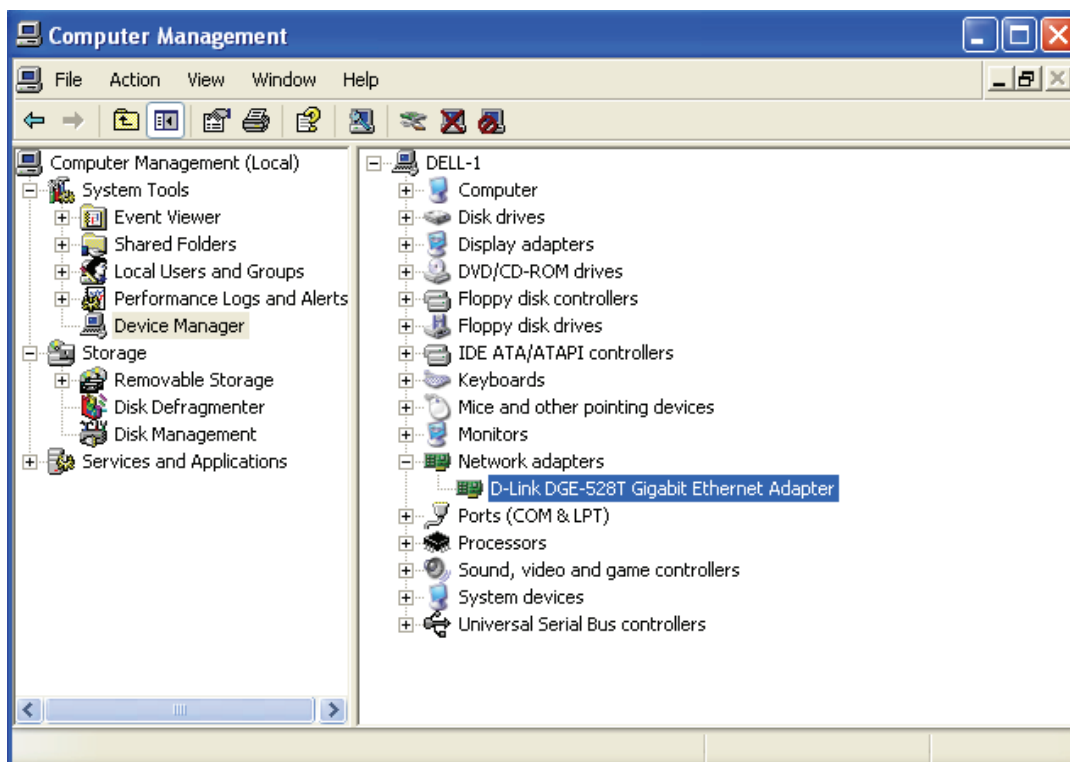 Computer Management
File Action View Window Help
Computer Management (Local)
System Tools
Event Viewer
Shared Folders
Local Users and Groups
Performance Logs and Alerts
Device Manager
Storage
Removable Storage
Disk Defragmenter
Disk Management
Services and Applications
DELL-1
Computer
Disk drives
Display adapters
DVD/CD-ROM drives
Floppy disk controllers
Floppy disk drives
IDE ATA/ATAPI controllers
Keyboards
Mice and other pointing devices
Monitors
Network adapters
D-Link DGE-528T Gigabit Ethernet Adapter
Ports (COM & LPT)
Processors
Sound, video and game controllers
System devices
Universal Serial Bus controllers